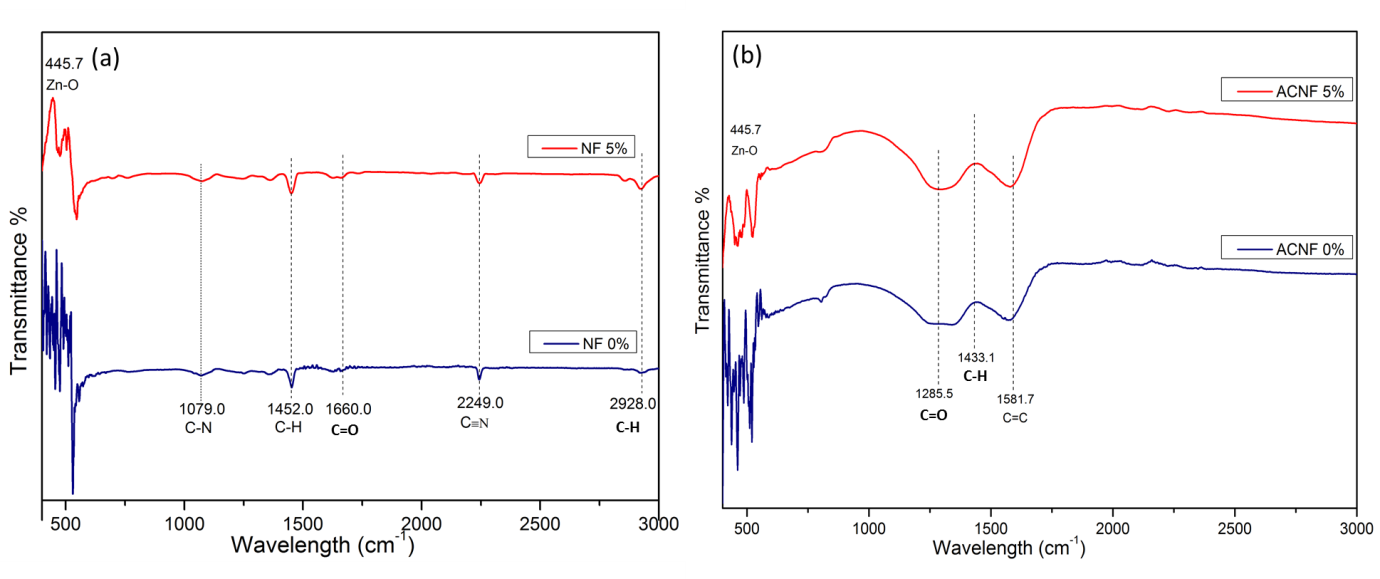 (a)
445.7
Zn-O
NF 5%
NF 0%
1079.0
C-N
1452.0
C-H
1660.0
C=O
2249.0
C≡N
2928.0
C-H
Transmittance %
500
1000
1500
2000
2500
3000
Wavelength (cm⁻¹)
(b)
445.7
Zn-O
ACNF 5%
ACNF 0%
1433.1
C-H
1285.5
C=O
1581.7
C=C
Transmittance %
500
1000
1500
2000
2500
3000
Wavelength (cm⁻¹)